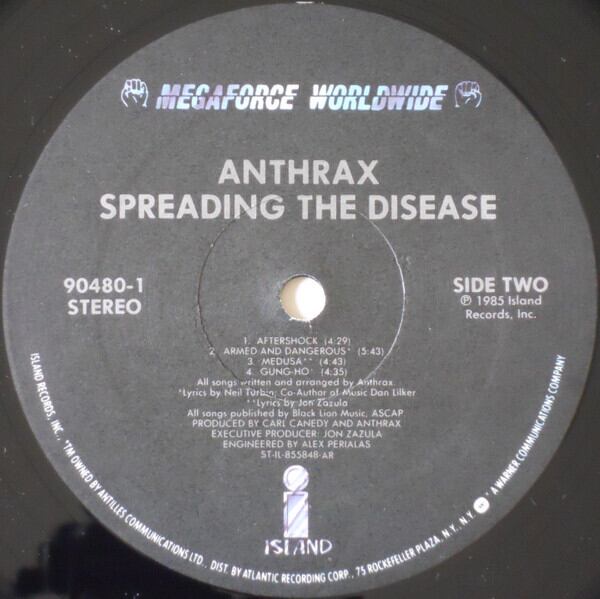 MEGAFORCE WORLDWIDE
ANTHRAX
SPREADING THE DISEASE
90480-1
STEREO
SIDE TWO
℗ 1985 Island
Records, Inc.
1. AFTERSHOCK (4:29)
2. ARMED AND DANGEROUS* (5:43)
3. MEDUSA** (4:43)
4. GUNG-HO* (4:35)
All songs written and arranged by Anthrax.
*Lyrics by Neil Turbin; Co-Author of Music Dan Lilker
**Lyrics by Jon Zazula
All songs published by Black Lion Music, ASCAP
PRODUCED BY CARL CANEDY AND ANTHRAX
EXECUTIVE PRODUCER: JON ZAZULA
ENGINEERED BY ALEX PERIALAS
ST-IL-855848-AR
ISLAND
ISLAND RECORDS, INC., *TM OWNED BY ANTILLES COMMUNICATIONS LTD., DIST. BY ATLANTIC RECORDING CORP., 75 ROCKEFELLER PLAZA, N.Y., N.Y. A WARNER COMMUNICATIONS COMPANY